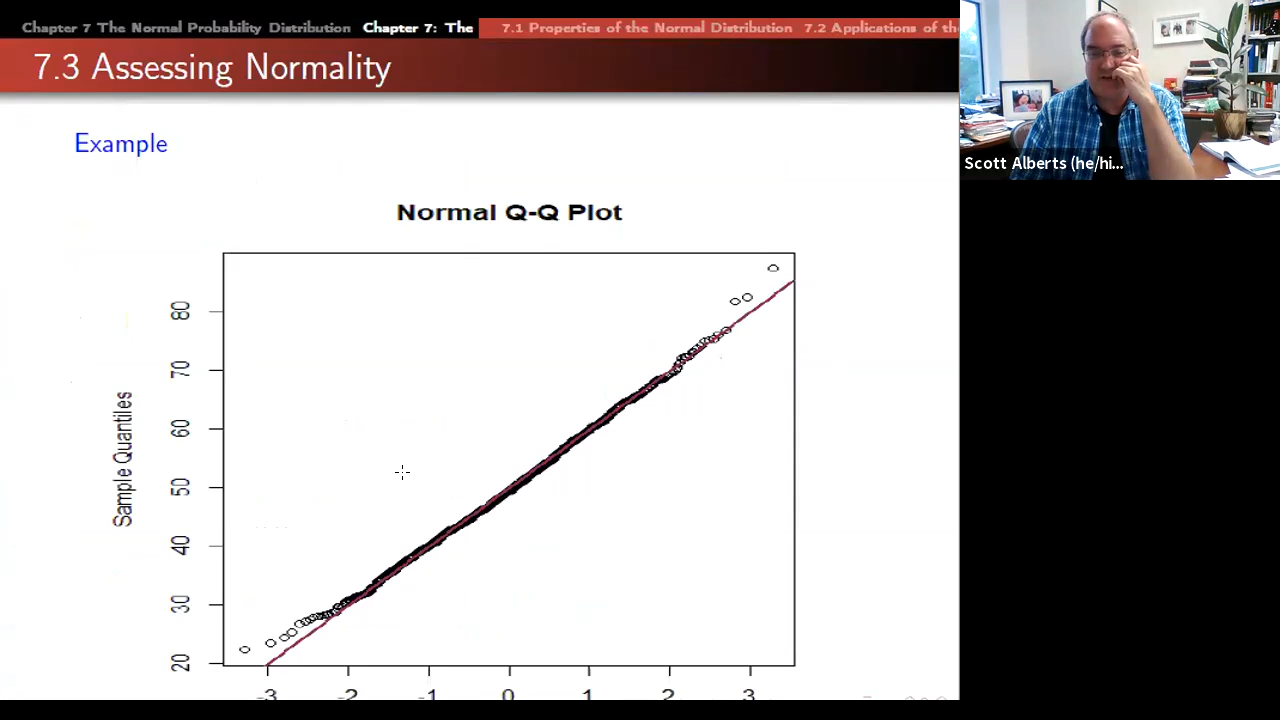 Chapter 7 The Normal Probability Distribution Chapter 7: The 7.1 Properties of the Normal Distribution 7.2 Applications of th
7.3 Assessing Normality
Scott Alberts (he/hi...
Example
Normal Q-Q Plot
80
70
60
50
40
30
20
Sample Quantiles
-3 -2 -1 0 1 2 3